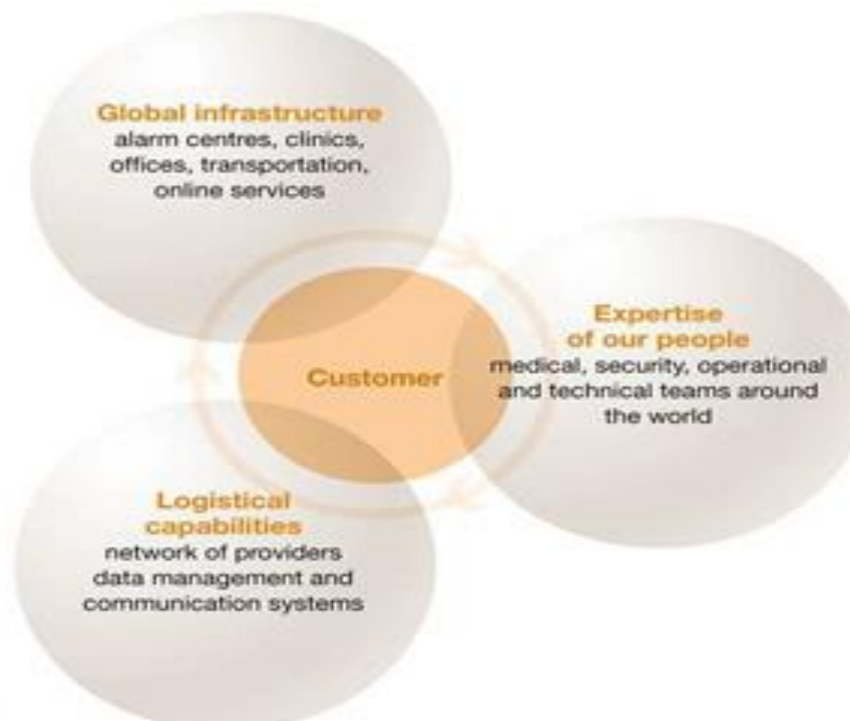 Global infrastructure
alarm centres, clinics,
offices, transportation,
online services
Expertise
of our people
medical, security, operational
and technical teams around
the world
Customer
Logistical
capabilities
network of providers
data management and
communication systems